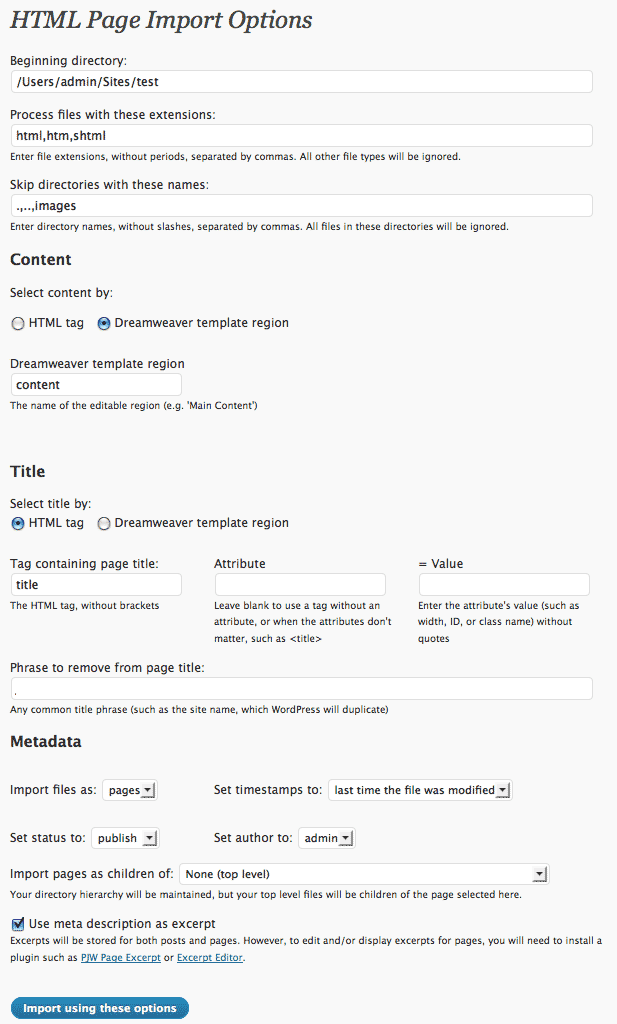 HTML Page Import Options
Beginning directory:
/Users/admin/Sites/test
Process files with these extensions:
html,htm,shtml
Enter file extensions, without periods, separated by commas. All other file types will be ignored.
Skip directories with these names:
.,..,images
Enter directory names, without slashes, separated by commas. All files in these directories will be ignored.
Content
Select content by:
HTML tag Dreamweaver template region
Dreamweaver template region
content
The name of the editable region (e.g. 'Main Content')
Title
Select title by:
HTML tag Dreamweaver template region
Tag containing page title: Attribute = Value
title
The HTML tag, without brackets Leave blank to use a tag without an Enter the attribute's value (such as
attribute, or when the attributes don't width, ID, or class name) without
matter, such as <title> quotes
Phrase to remove from page title:
.
Any common title phrase (such as the site name, which WordPress will duplicate)
Metadata
Import files as: pages Set timestamps to: last time the file was modified
Set status to: publish Set author to: admin
Import pages as children of: None (top level)
Your directory hierarchy will be maintained, but your top level files will be children of the page selected here.
Use meta description as excerpt
Excerpts will be stored for both posts and pages. However, to edit and/or display excerpts for pages, you will need to install a
plugin such as PJW Page Excerpt or Excerpt Editor.
Import using these options